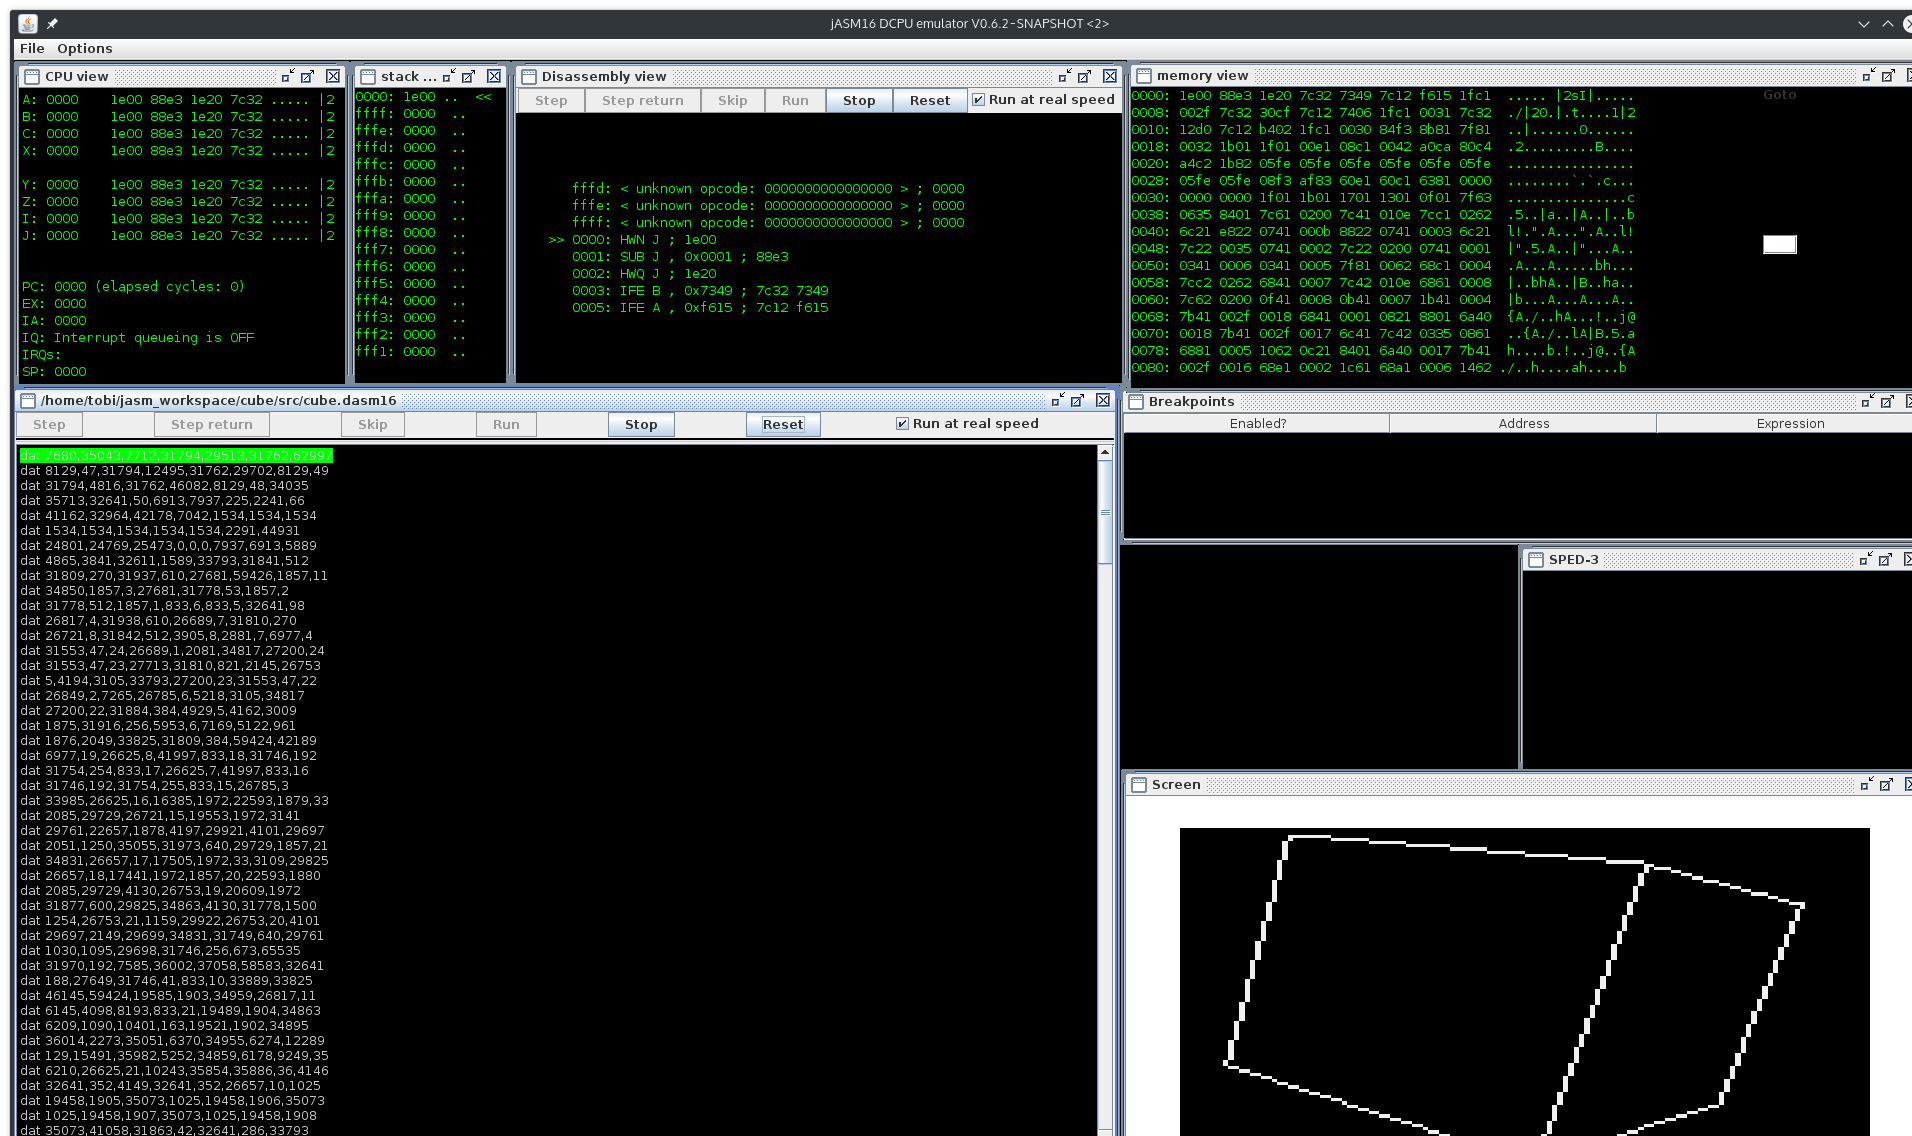 jASM16 DCPU emulator V0.6.2-SNAPSHOT <2>
File Options
CPU view
A: 0000 1e00 88e3 1e20 7c32 ..... |2
B: 0000 1e00 88e3 1e20 7c32 ..... |2
C: 0000 1e00 88e3 1e20 7c32 ..... |2
X: 0000 1e00 88e3 1e20 7c32 ..... |2
Y: 0000 1e00 88e3 1e20 7c32 ..... |2
Z: 0000 1e00 88e3 1e20 7c32 ..... |2
I: 0000 1e00 88e3 1e20 7c32 ..... |2
J: 0000 1e00 88e3 1e20 7c32 ..... |2
PC: 0000 (elapsed cycles: 0)
EX: 0000
IA: 0000
IQ: Interrupt queueing is OFF
IRQs:
SP: 0000
stack ...
0000: 1e00 .. <<
ffff: 0000 ..
fffe: 0000 ..
fffd: 0000 ..
fffc: 0000 ..
fffb: 0000 ..
fffa: 0000 ..
fff9: 0000 ..
fff8: 0000 ..
fff7: 0000 ..
fff6: 0000 ..
fff5: 0000 ..
fff4: 0000 ..
fff3: 0000 ..
fff2: 0000 ..
fff1: 0000 ..
Disassembly view
Step Step return Skip Run Stop Reset Run at real speed
fffd: < unknown opcode: 0000000000000000 > ; 0000
fffe: < unknown opcode: 0000000000000000 > ; 0000
ffff: < unknown opcode: 0000000000000000 > ; 0000
>> 0000: HWN J ; 1e00
0001: SUB J , 0x0001 ; 88e3
0002: HWQ J ; 1e20
0003: IFE B , 0x7349 ; 7c32 7349
0005: IFE A , 0xf615 ; 7c12 f615
memory view
Goto
0000: 1e00 88e3 1e20 7c32 7349 7c12 f615 1fc1 ..... |2sI|.....
0008: 002f 7c32 30cf 7c12 7406 1fc1 0031 7c32 ./|20.|.t....1|2
0010: 12d0 7c12 b402 1fc1 0030 84f3 8b81 7f81 ..|......0......
0018: 0032 1b01 1f01 00e1 08c1 0042 a0ca 80c4 .2.........B....
0020: a4c2 1b82 05fe 05fe 05fe 05fe 05fe 05fe ................
0028: 05fe 05fe 08f3 af83 60e1 60c1 6381 0000 ........`.`.c...
0030: 0000 0000 1f01 1b01 1701 1301 0f01 7f63 ...............c
0038: 0635 8401 7c61 0200 7c41 010e 7cc1 0262 .5..|a..|A..|..b
0040: 6c21 e822 0741 000b 8822 0741 0003 6c21 l!.".A...".A..l!
0048: 7c22 0035 0741 0002 7c22 0200 0741 0001 |".5.A..|"...A..
0050: 0341 0006 0341 0005 7f81 0062 68c1 0004 .A...A.....bh...
0058: 7cc2 0262 6841 0007 7c42 010e 6861 0008 |..bhA..|B..ha..
0060: 7c62 0200 0f41 0008 0b41 0007 1b41 0004 |b...A...A...A..
0068: 7b41 002f 0018 6841 0001 0821 8801 6a40 {A./..hA...!..j@
0070: 0018 7b41 002f 0017 6c41 7c42 0335 0861 ..{A./..lA|B.5.a
0078: 6881 0005 1062 0c21 8401 6a40 0017 7b41 h....b.!..j@..{A
0080: 002f 0016 68e1 0002 1c61 68a1 0006 1462 ./..h....ah....b
/home/tobi/jasm_workspace/cube/src/cube.dasm16
Step Step return Skip Run Stop Reset Run at real speed
dat 7680,35043,7712,31794,29513,31762,62997
dat 8129,47,31794,12495,31762,29702,8129,49
dat 31794,4816,31762,46082,8129,48,34035
dat 35713,32641,50,6913,7937,225,2241,66
dat 41162,32964,42178,7042,1534,1534,1534
dat 1534,1534,1534,1534,1534,2291,44931
dat 24801,24769,25473,0,0,0,7937,6913,5889
dat 4865,3841,32611,1589,33793,31841,512
dat 31809,270,31937,610,27681,59426,1857,11
dat 34850,1857,3,27681,31778,53,1857,2
dat 31778,512,1857,1,833,6,833,5,32641,98
dat 26817,4,31938,610,26689,7,31810,270
dat 26721,8,31842,512,3905,8,2881,7,6977,4
dat 31553,47,24,26689,1,2081,34817,27200,24
dat 31553,47,23,27713,31810,821,2145,26753
dat 5,4194,3105,33793,27200,23,31553,47,22
dat 26849,2,7265,26785,6,5218,3105,34817
dat 27200,22,31884,384,4929,5,4162,3009
dat 1875,31916,256,5953,6,7169,5122,961
dat 1876,2049,33825,31809,384,59424,42189
dat 6977,19,26625,8,41997,833,18,31746,192
dat 31754,254,833,17,26625,7,41997,833,16
dat 31746,192,31754,255,833,15,26785,3
dat 33985,26625,16,16385,1972,22593,1879,33
dat 2085,29729,26721,15,19553,1972,3141
dat 29761,22657,1878,4197,29921,4101,29697
dat 2051,1250,35055,31973,640,29729,1857,21
dat 34831,26657,17,17505,1972,33,3109,29825
dat 26657,18,17441,1972,1857,20,22593,1880
dat 2085,29729,4130,26753,19,20609,1972
dat 31877,600,29825,34863,4130,31778,1500
dat 1254,26753,21,1159,29922,26753,20,4101
dat 29697,2149,29699,34831,31749,640,29761
dat 1030,1095,29698,31746,256,673,65535
dat 31970,192,7585,36002,37058,58583,32641
dat 188,27649,31746,41,833,10,33889,33825
dat 46145,59424,19585,1903,34959,26817,11
dat 6145,4098,8193,833,21,19489,1904,34863
dat 6209,1090,10401,163,19521,1902,34895
dat 36014,2273,35051,6370,34955,6274,12289
dat 129,15491,35982,5252,34859,6178,9249,35
dat 6210,26625,21,10243,35854,35886,36,4146
dat 32641,352,4149,32641,352,26657,10,1025
dat 19458,1905,35073,1025,19458,1906,35073
dat 1025,19458,1907,35073,1025,19458,1908
dat 35073,41058,31863,42,32641,286,33793
Breakpoints
Enabled? Address Expression
SPED-3
Screen